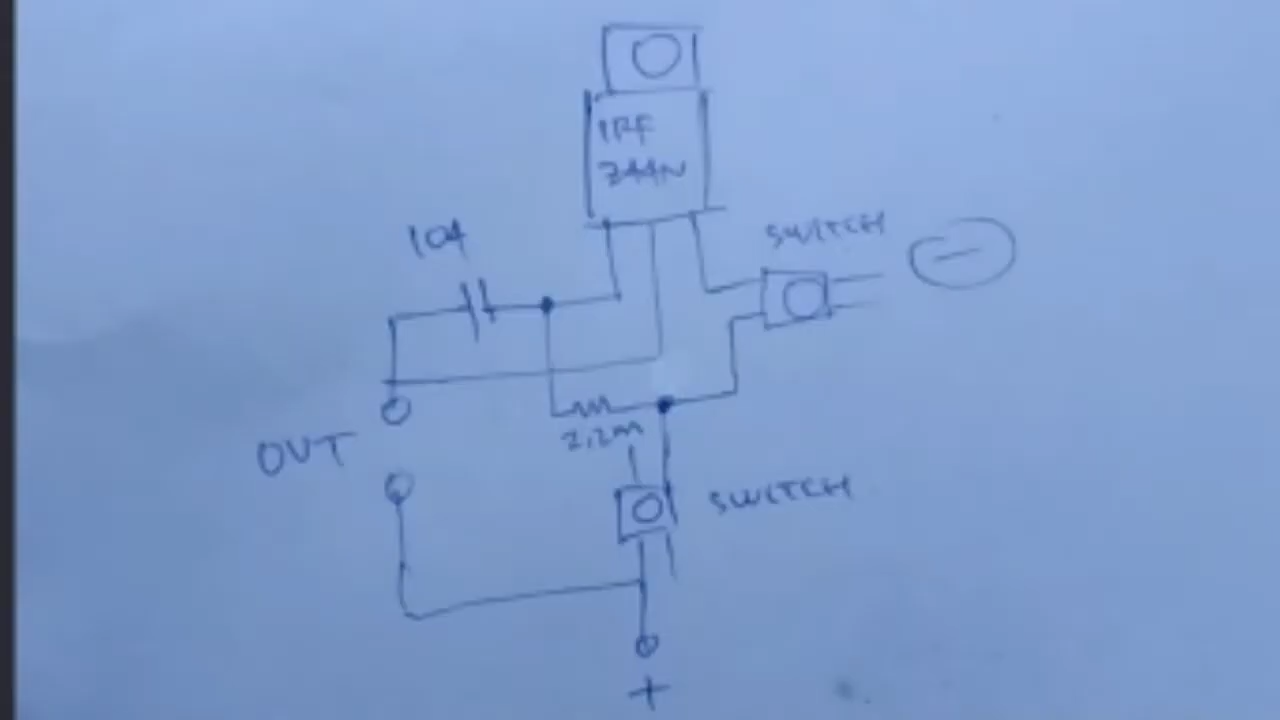 IRF
Z44N
104
SWITCH
−
OUT
2,2M
SWITCH
+